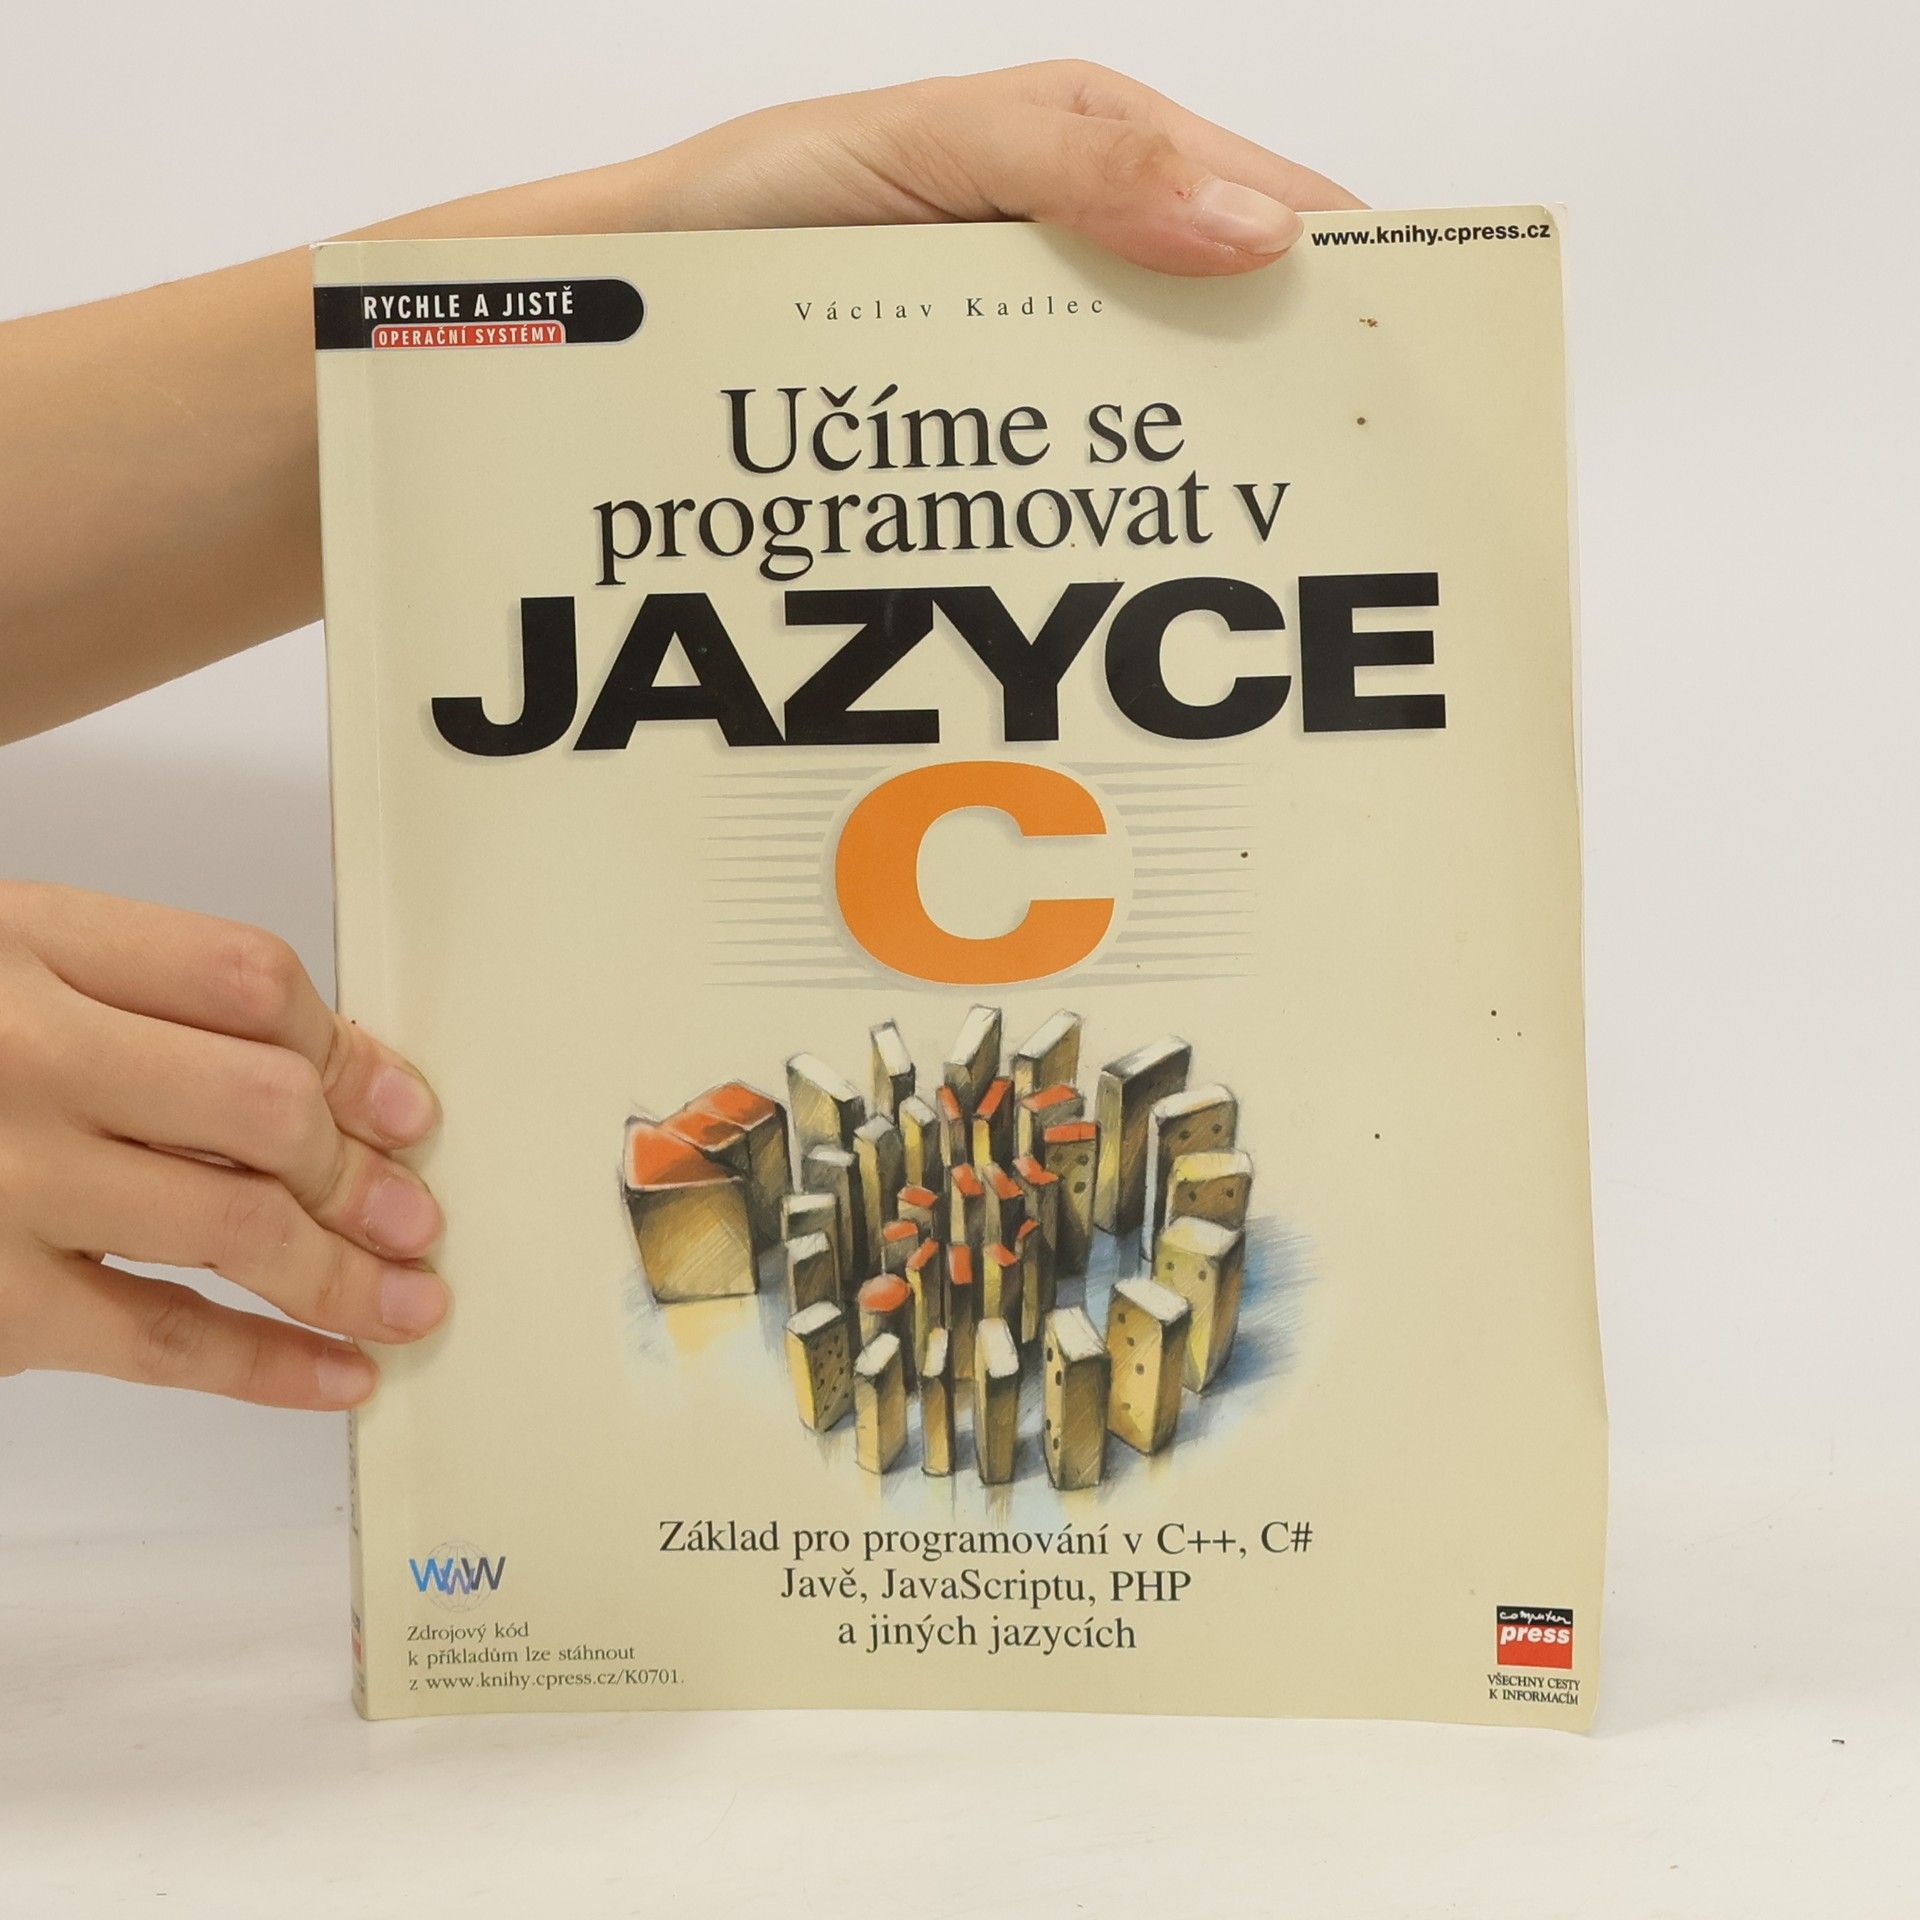 www.knihy.cpress.cz
RYCHLE A JISTĚ
OPERAČNÍ SYSTÉMY
Václav Kadlec
Učíme se
programovat v
JAZYCE
C
Základ pro programování v C++, C#
Javě, JavaScriptu, PHP
a jiných jazycích
WWW
Zdrojový kód
k příkladům lze stáhnout
z www.knihy.cpress.cz/K0701.
computer
press
VŠECHNY CESTY
K INFORMACÍM